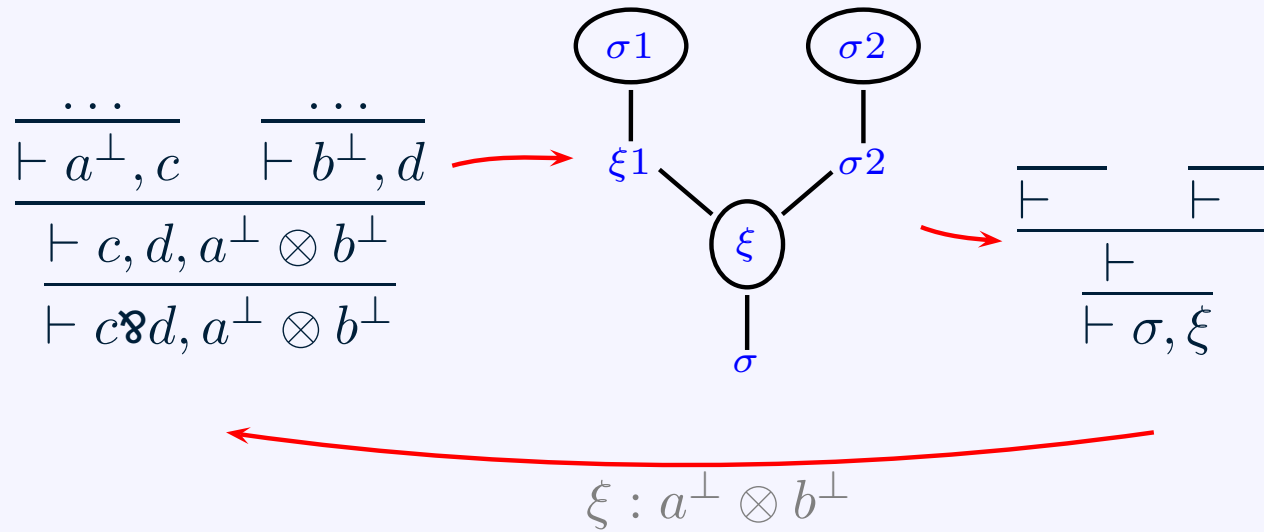 σ1 σ2
... ...
⊢ a⊥, c ⊢ b⊥, d
ξ1 σ2
⊢ ⊢
⊢ c, d, a⊥ ⊗ b⊥
ξ
⊢
⊢ c⅋d, a⊥ ⊗ b⊥
⊢ σ, ξ
σ
ξ : a⊥ ⊗ b⊥